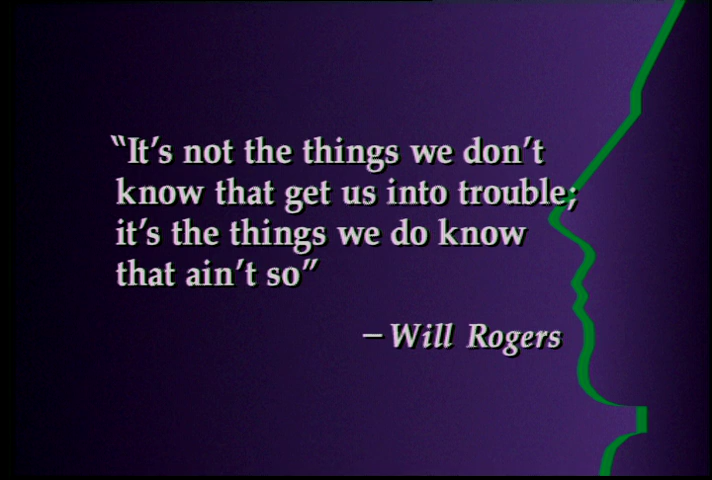 “It’s not the things we don’t
know that get us into trouble;
it’s the things we do know
that ain’t so”
– Will Rogers